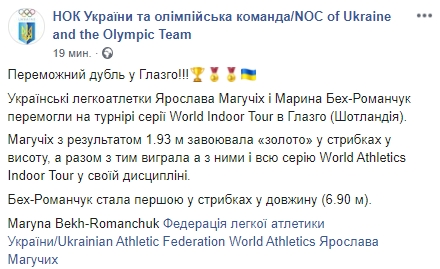 НОК України та олімпійська команда/NOC of Ukraine
and the Olympic Team
19 мин. ·
Переможний дубль у Глазго!!!🏆🏅🏅🇺🇦
Українські легкоатлетки Ярослава Магучіх і Марина Бех-Романчук
перемогли на турнірі серії World Indoor Tour в Глазго (Шотландія).
Магучіх з результатом 1.93 м завоювала «золото» у стрибках у
висоту, а разом з тим виграла а з ними і всю серію World Athletics
Indoor Tour у своїй дисципліні.
Бех-Романчук стала першою у стрибках у довжину (6.90 м).
Maryna Bekh-Romanchuk Федерація легкої атлетики
України/Ukrainian Athletic Federation World Athletics Ярослава
Магучих